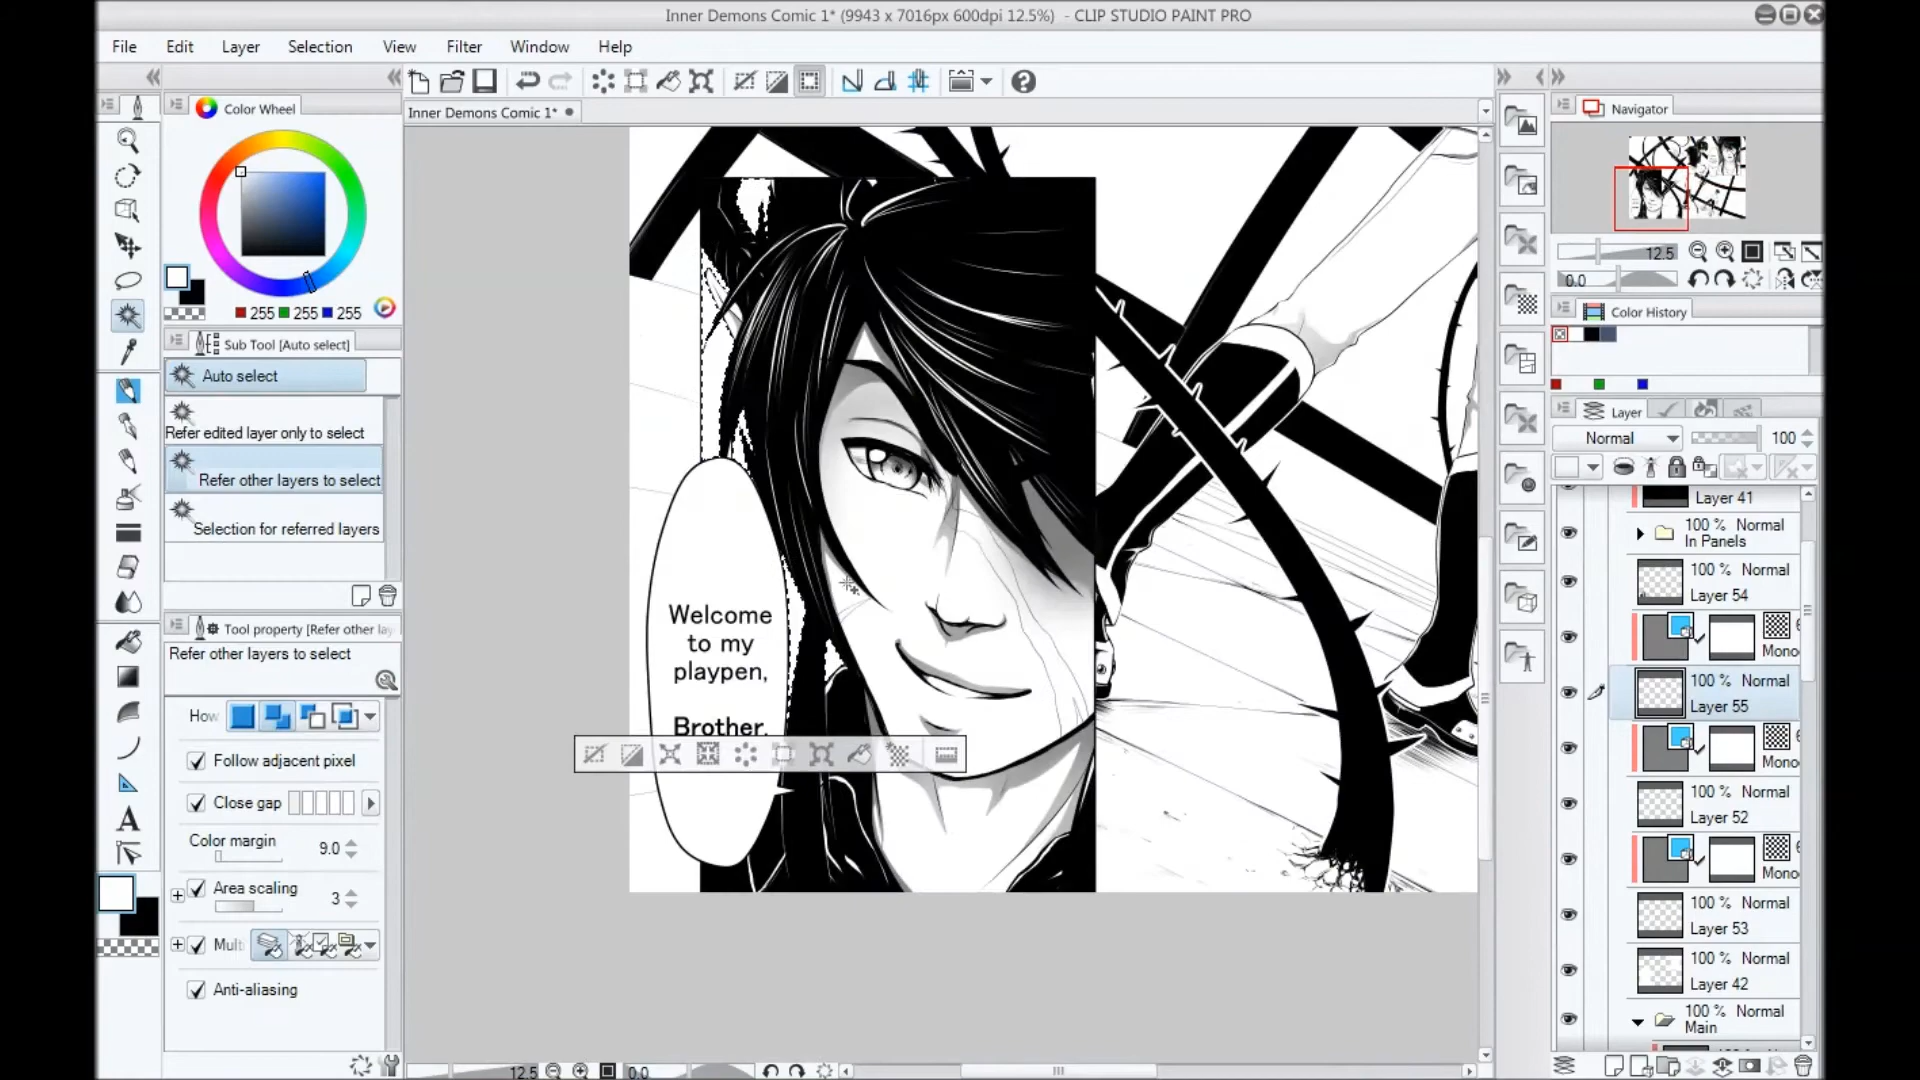 Inner Demons Comic 1* (9943 x 7016px 600dpi 12.5%) - CLIP STUDIO PAINT PRO
File Edit Layer Selection View Filter Window Help
Color Wheel
Inner Demons Comic 1*
Navigator
12.5
0.0
255 255 255
Color History
Sub Tool [Auto select]
Auto select
Refer edited layer only to select
Refer other layers to select
Selection for referred layers
Tool property [Refer other lay
Refer other layers to select
How
Follow adjacent pixel
Close gap
Color margin 9.0
Area scaling 3
Multi
Anti-aliasing
Welcome
to my
playpen,
Brother.
12.5 0.0
Layer
Normal 100
Layer 41
100 % Normal
In Panels
100 % Normal
Layer 54
6
Mono
100 % Normal
Layer 55
6
Mono
100 % Normal
Layer 52
6
Mono
100 % Normal
Layer 53
100 % Normal
Layer 42
100 % Normal
Main